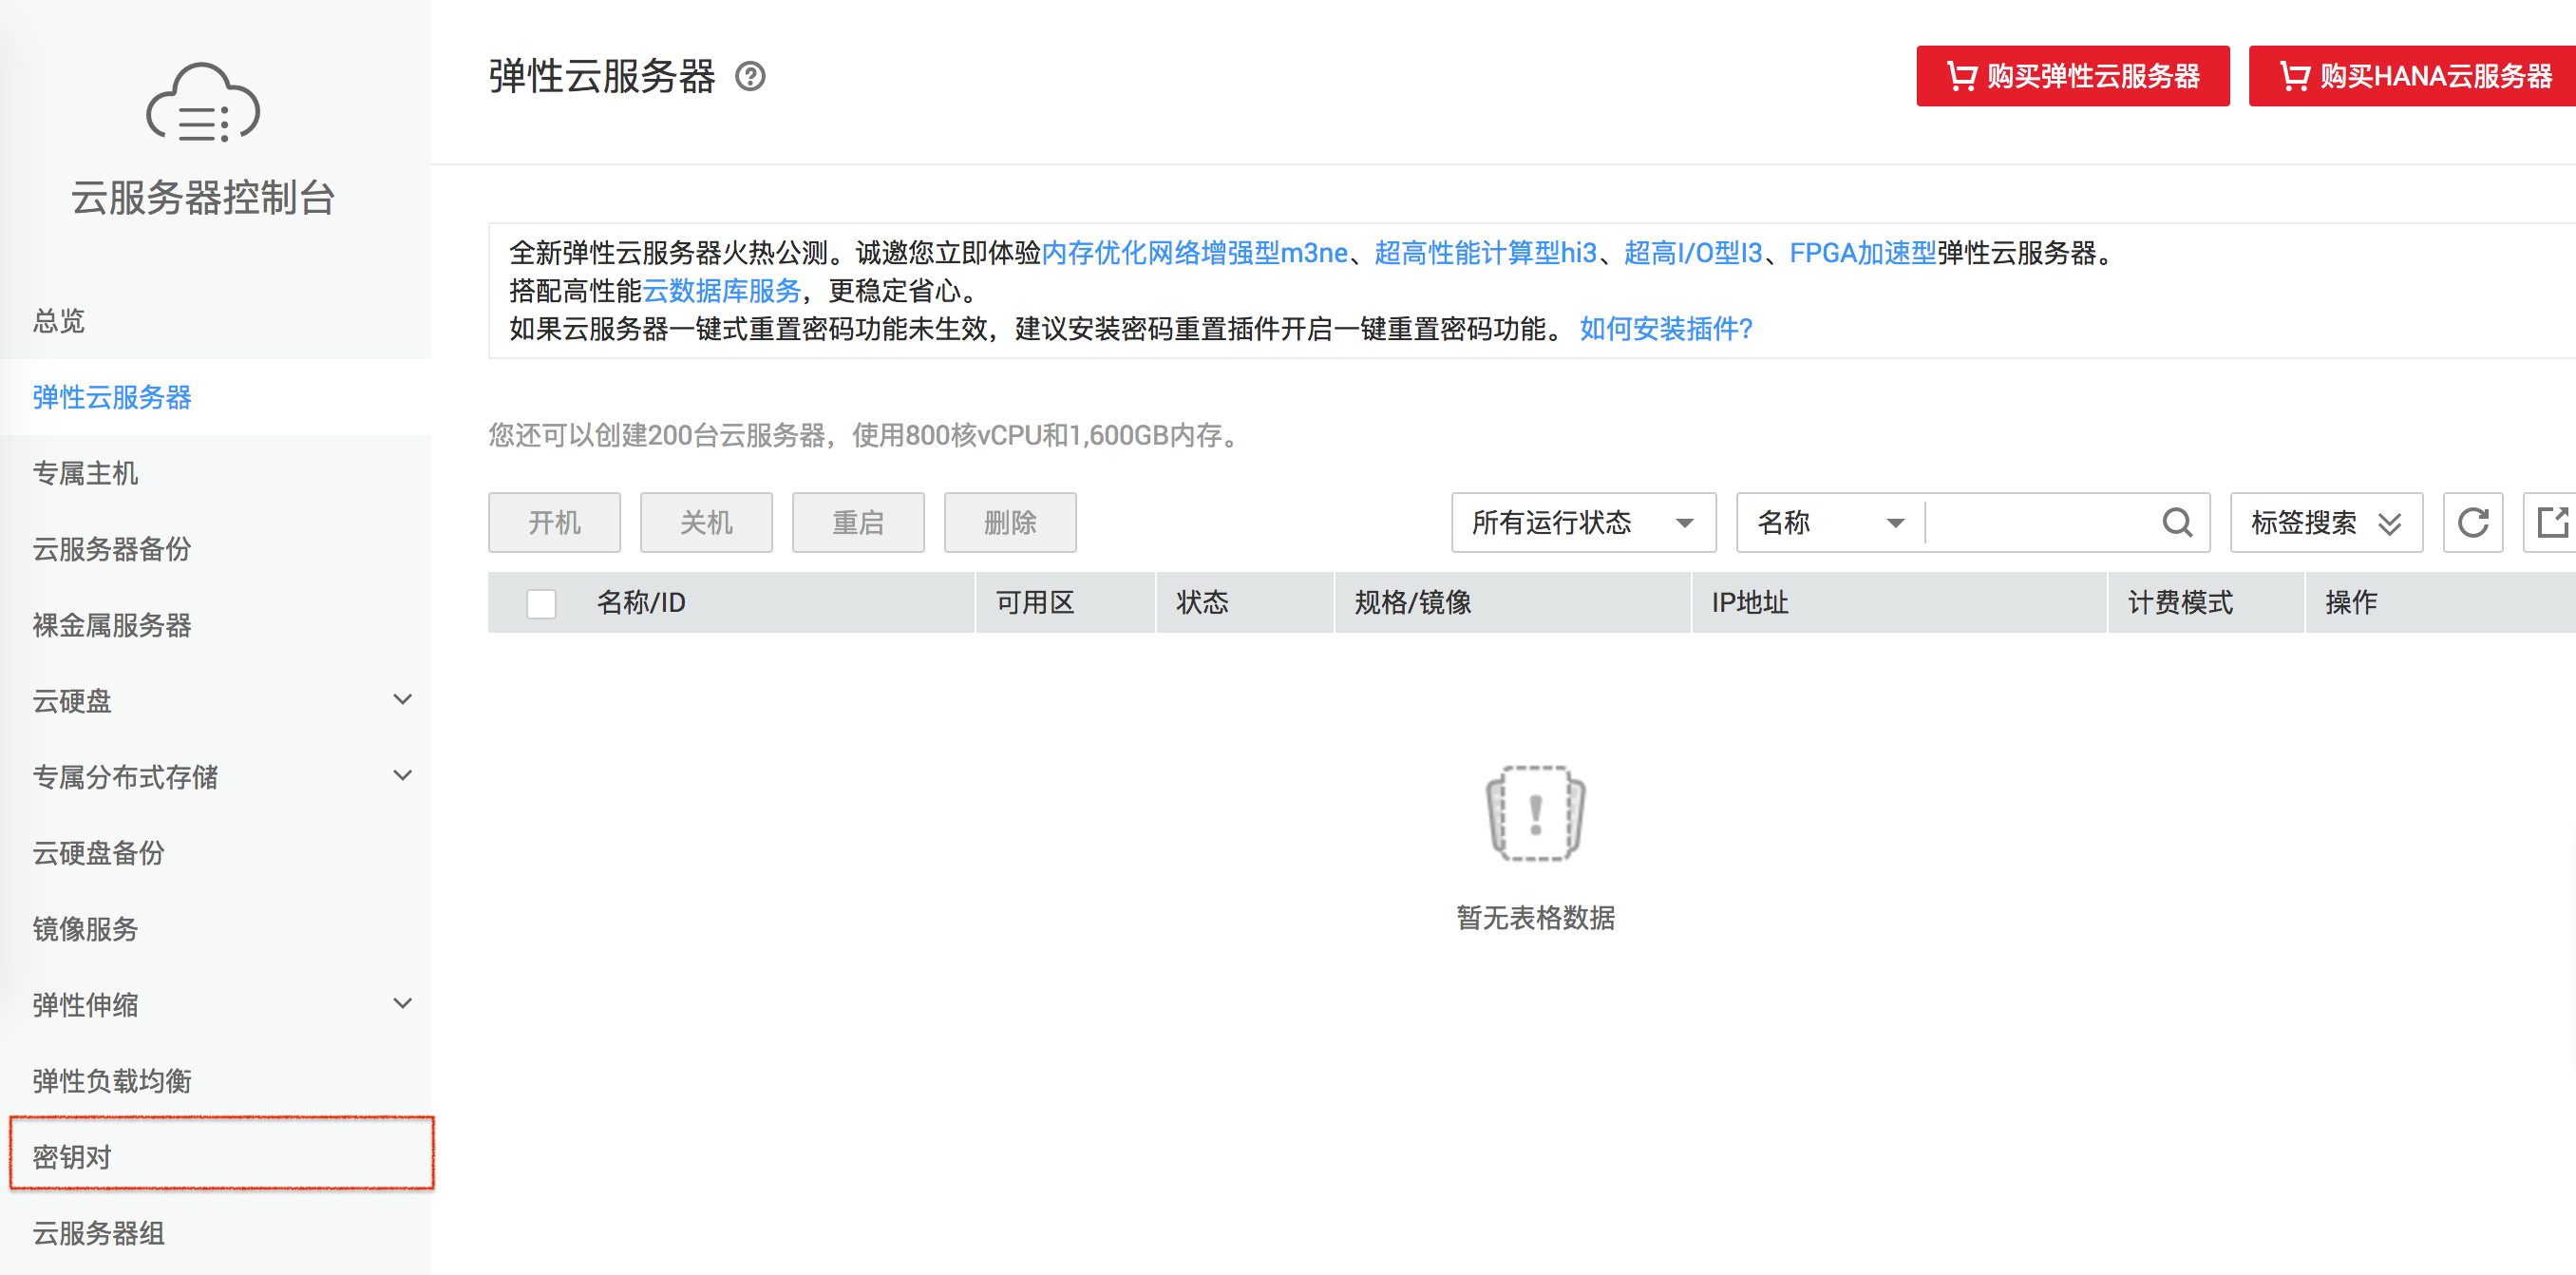 云服务器控制台
总览
弹性云服务器
专属主机
云服务器备份
裸金属服务器
云硬盘
专属分布式存储
云硬盘备份
镜像服务
弹性伸缩
弹性负载均衡
密钥对
云服务器组
弹性云服务器
购买弹性云服务器
购买HANA云服务器
全新弹性云服务器火热公测。诚邀您立即体验内存优化网络增强型m3ne、超高性能计算型hi3、超高I/O型I3、FPGA加速型弹性云服务器。
搭配高性能云数据库服务，更稳定省心。
如果云服务器一键式重置密码功能未生效，建议安装密码重置插件开启一键重置密码功能。 如何安装插件?
您还可以创建200台云服务器，使用800核vCPU和1,600GB内存。
开机 关机 重启 删除 所有运行状态 名称 标签搜索
名称/ID 可用区 状态 规格/镜像 IP地址 计费模式 操作
暂无表格数据